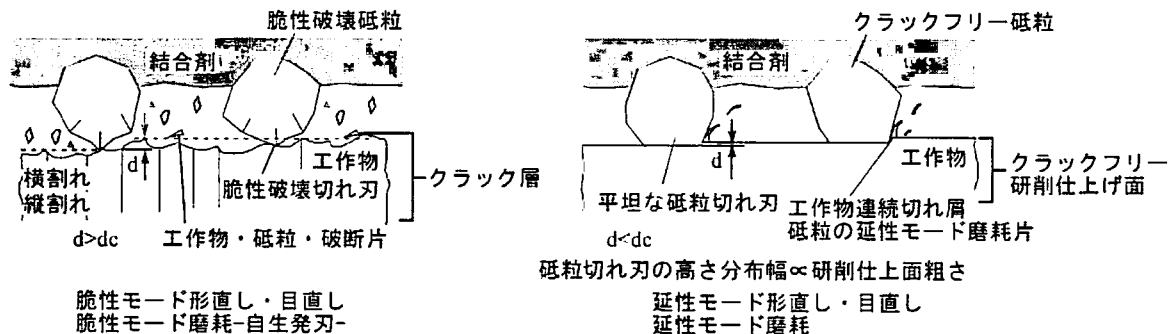 脆性破壊砥粒
結合剤
工作物
d
横割れ
縦割れ
脆性破壊切れ刃
クラック層
d>dc
工作物・砥粒・破断片
脆性モード形直し・目直し
脆性モード磨耗-自生発刃-
クラックフリー砥粒
結合剤
工作物
d
クラックフリー
研削仕上げ面
平坦な砥粒切れ刃
工作物連続切れ屑
砥粒の延性モード磨耗片
d<dc
砥粒切れ刃の高さ分布幅∝研削仕上面粗さ
延性モード形直し・目直し
延性モード磨耗